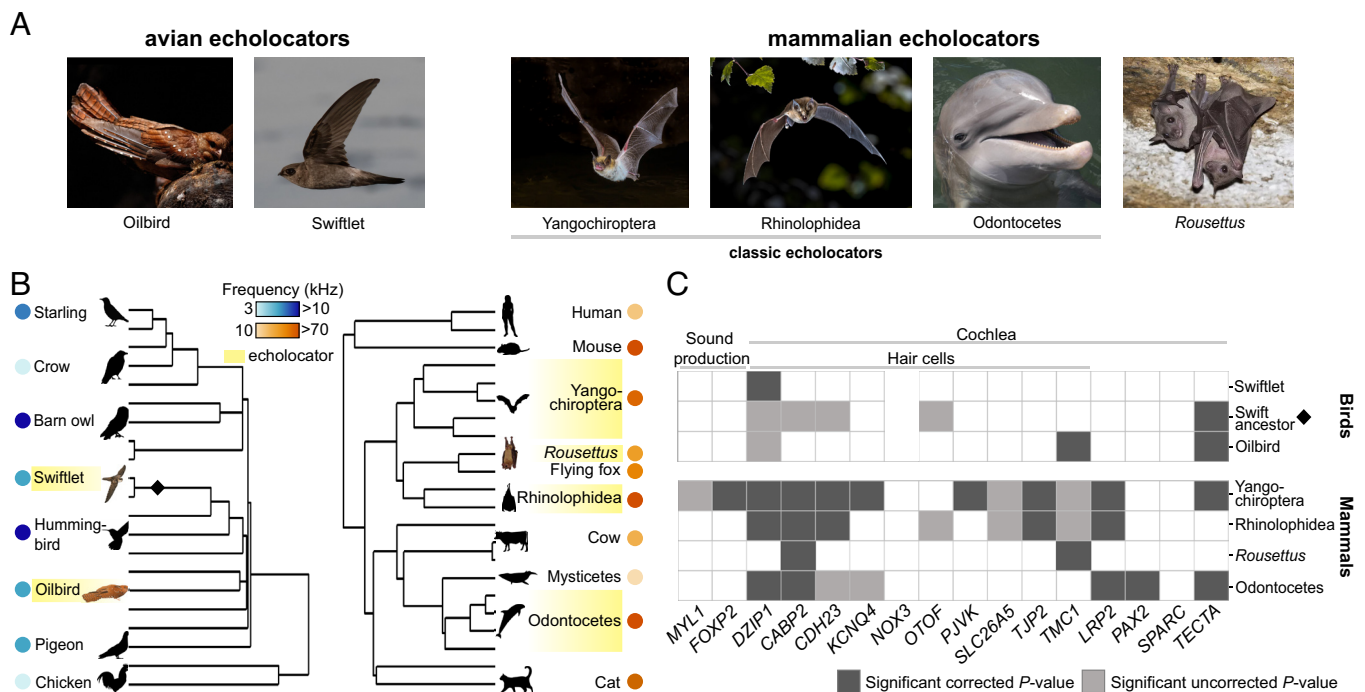 A
avian echolocators
mammalian echolocators
Oilbird
Swiftlet
Yangochiroptera
Rhinolophidea
Odontocetes
Rousettus
classic echolocators
B
Frequency (kHz)
3
>10
10
>70
echolocator
Starling
Crow
Barn owl
Swiftlet
Humming-
bird
Oilbird
Pigeon
Chicken
Human
Mouse
Yango-
chiroptera
Rousettus
Flying fox
Rhinolophidea
Cow
Mysticetes
Odontocetes
Cat
C
Sound
production
Cochlea
Hair cells
Swiftlet
Swift
ancestor
Oilbird
Birds
Yango-
chiroptera
Rhinolophidea
Rousettus
Odontocetes
Mammals
MYL1
FOXP2
DZIP1
CABP2
CDH23
KCNQ4
NOX3
OTOF
PJVK
SLC26A5
TJP2
TMC1
LRP2
PAX2
SPARC
TECTA
Significant corrected P-value
Significant uncorrected P-value